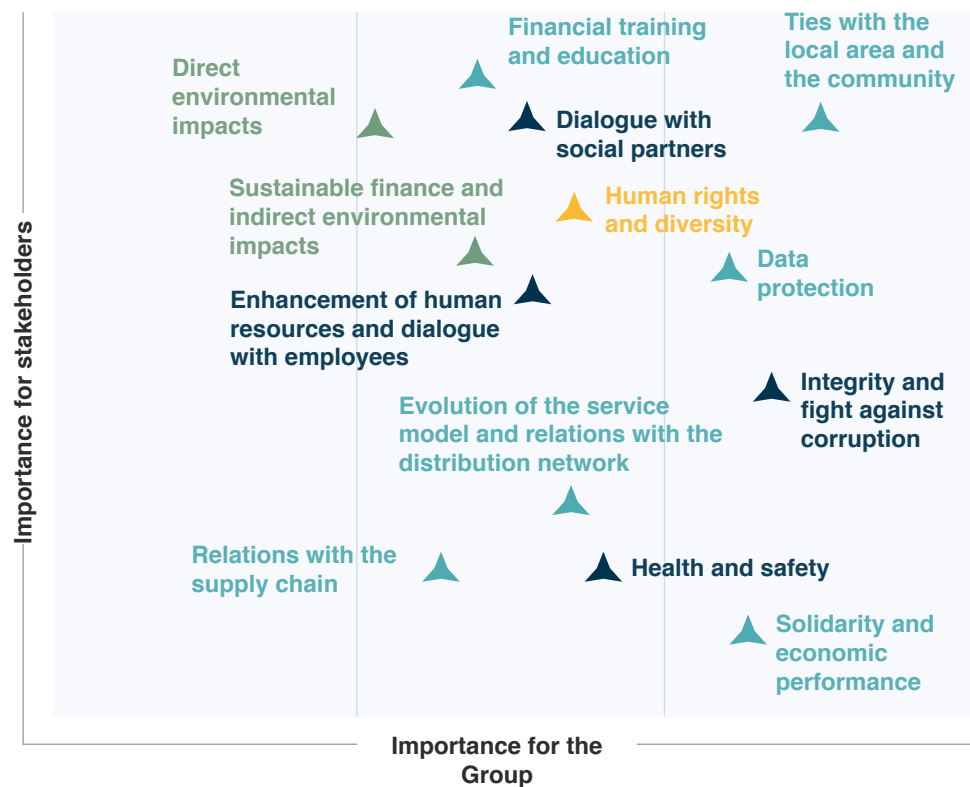 Financial training
and education
Ties with the
local area and
the community
Direct
environmental
impacts
Dialogue with
social partners
Sustainable finance and
indirect environmental
impacts
Human rights
and diversity
Data
protection
Enhancement of human
resources and dialogue
with employees
Integrity and
fight against
corruption
Evolution of the service
model and relations with the
distribution network
Relations with the
supply chain
Health and safety
Solidarity and
economic
performance
Importance for stakeholders
Importance for the
Group